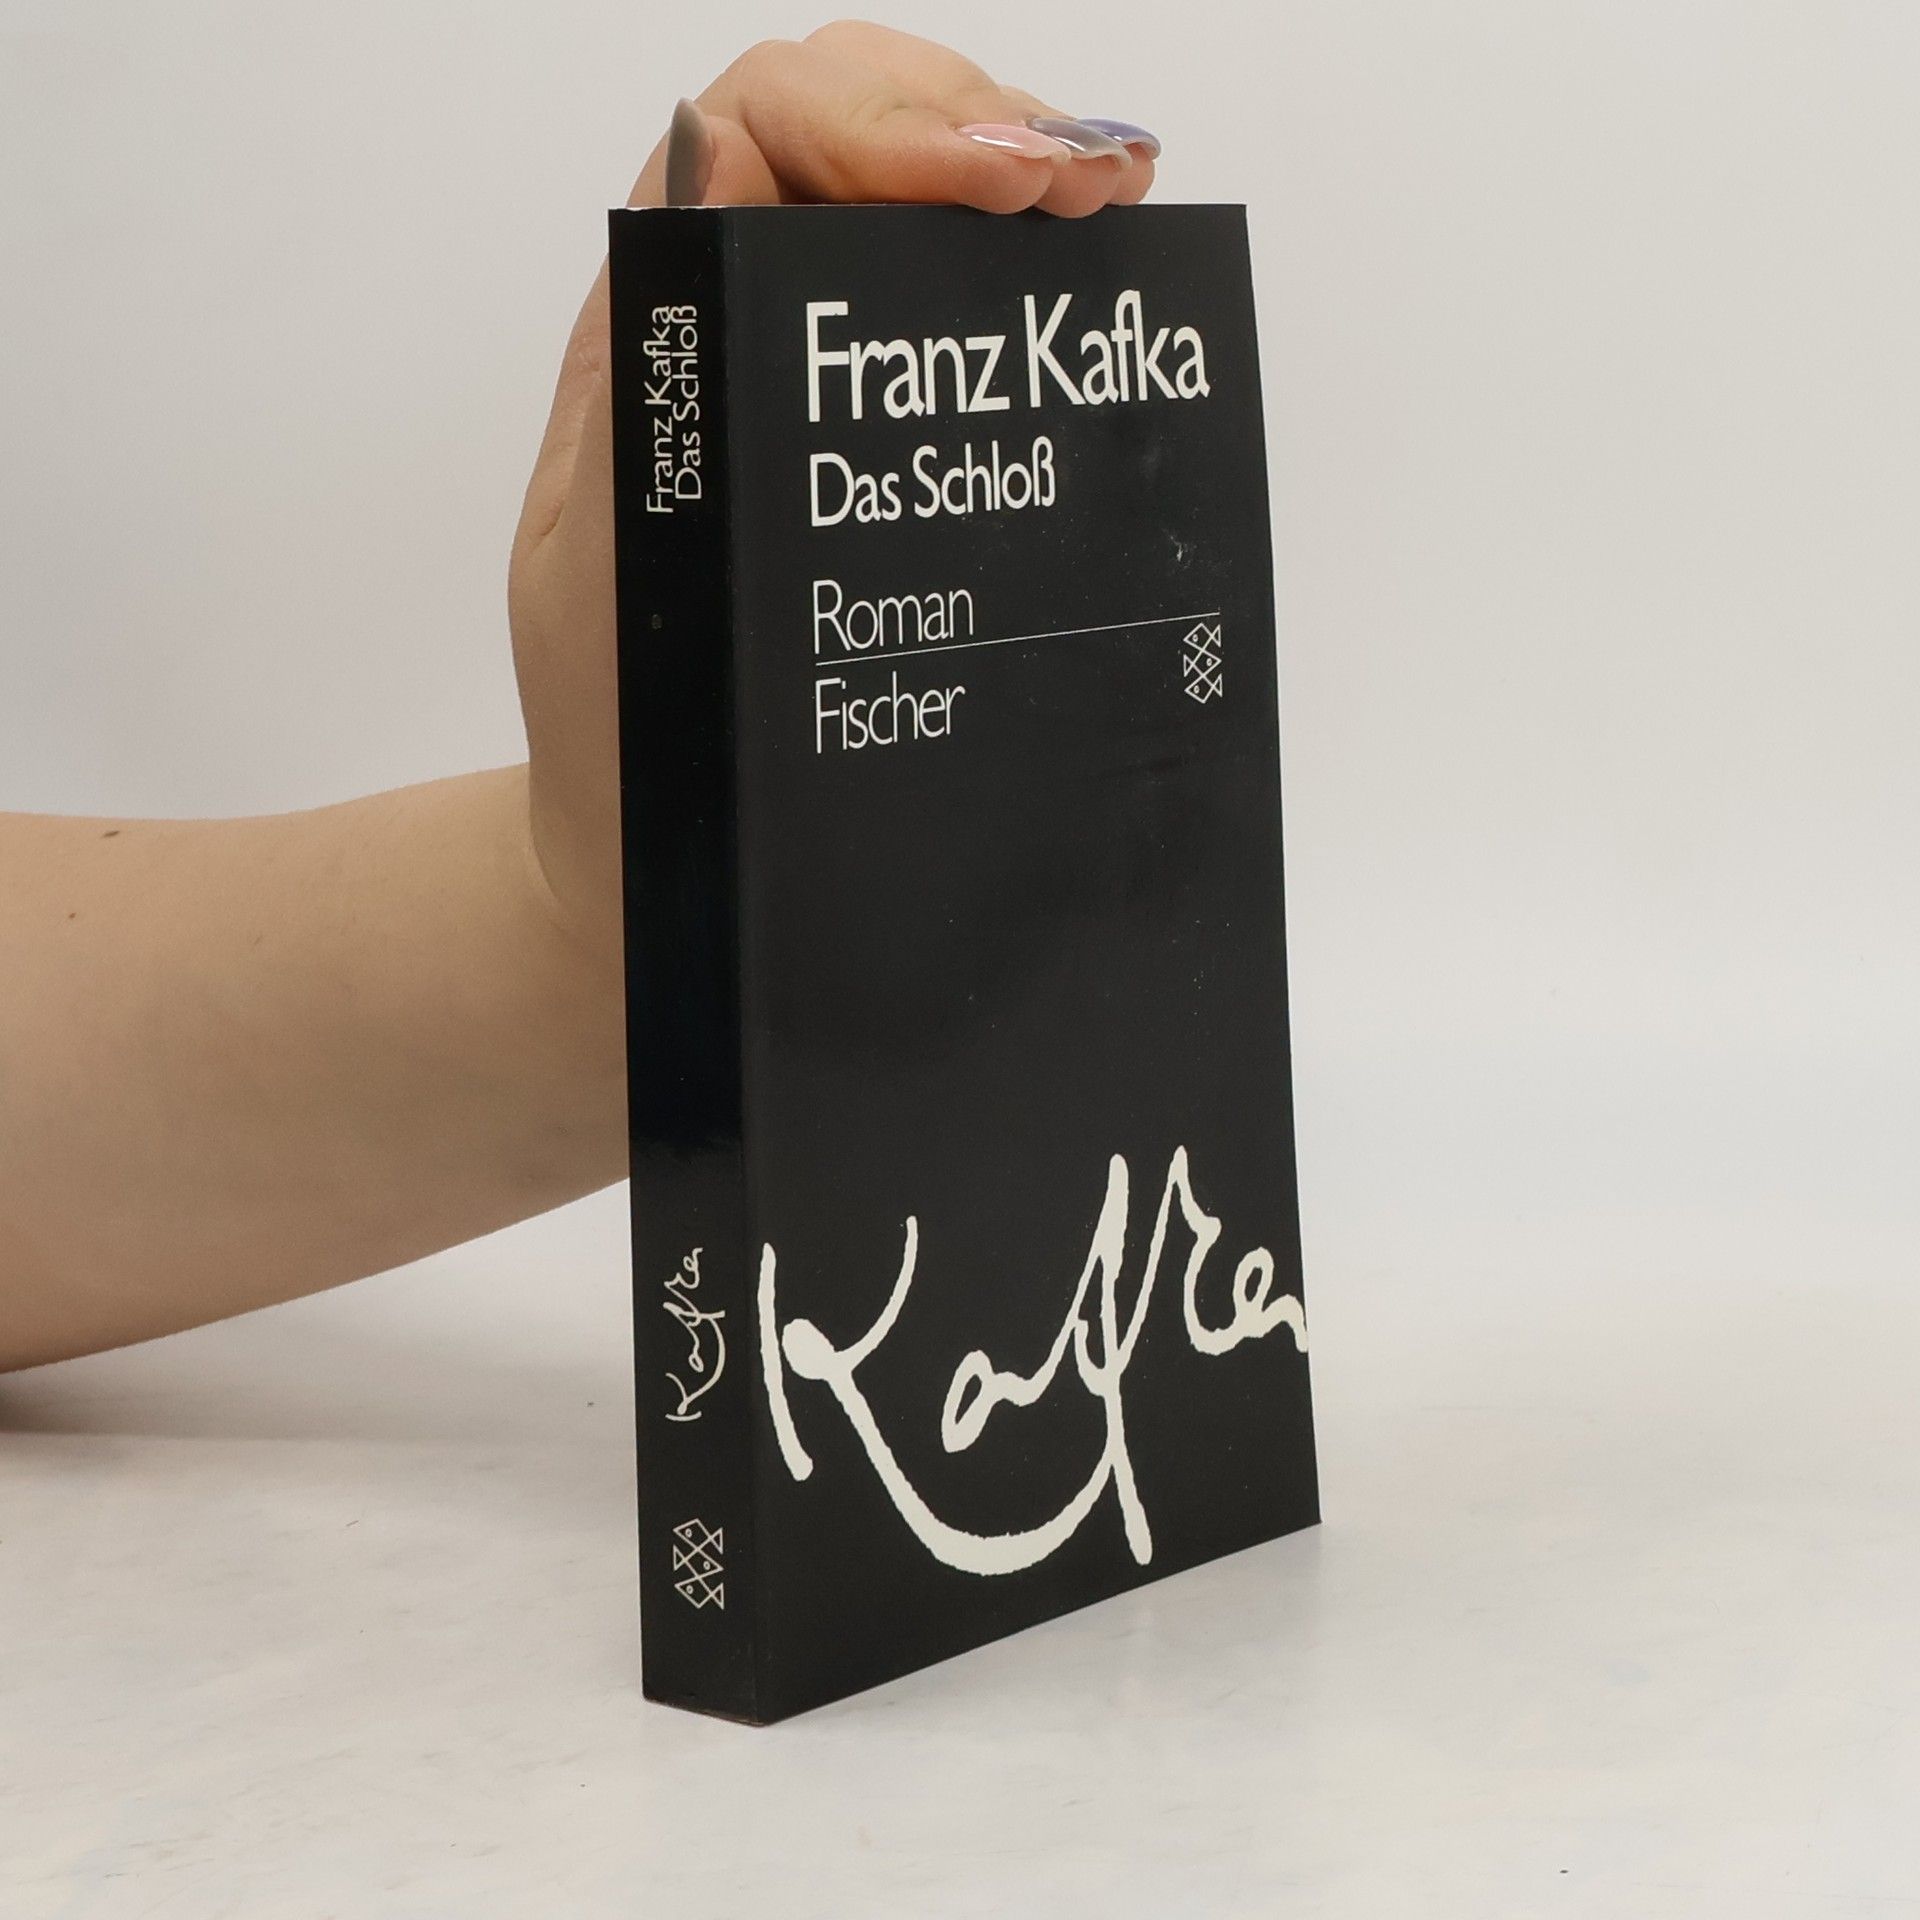 Franz Kafka
Das Schloß
Roman
Fischer
Kafka
Franz Kafka
Das Schloß
Kafka